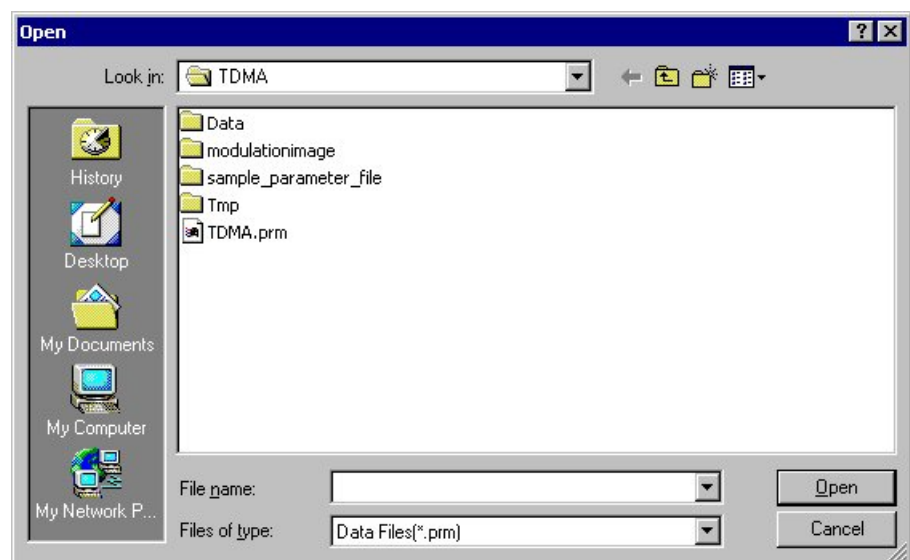 Open
Look in: TDMA
History
Desktop
My Documents
My Computer
My Network P...
Data
modulationimage
sample_parameter_file
Tmp
TDMA.prm
File name:
Open
Files of type: Data Files(*.prm)
Cancel